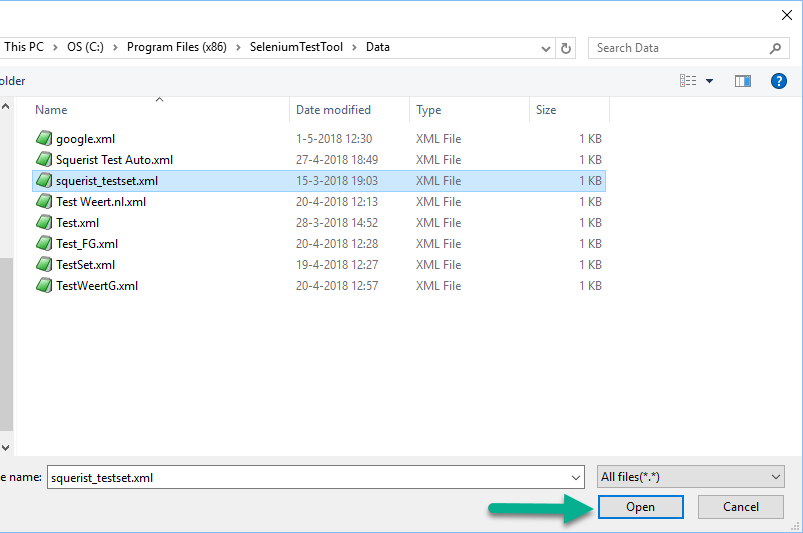 This PC > OS (C:) > Program Files (x86) > SeleniumTestTool > Data
Search Data
older
Name Date modified Type Size
google.xml 1-5-2018 12:30 XML File 1 KB
Squerist Test Auto.xml 27-4-2018 18:49 XML File 1 KB
squerist_testset.xml 15-3-2018 19:03 XML File 1 KB
Test Weert.nl.xml 20-4-2018 12:13 XML File 1 KB
Test.xml 28-3-2018 14:52 XML File 1 KB
Test_FG.xml 20-4-2018 12:28 XML File 1 KB
TestSet.xml 19-4-2018 12:27 XML File 1 KB
TestWeertG.xml 20-4-2018 12:57 XML File 1 KB
e name: squerist_testset.xml All files(*.*)
Open Cancel